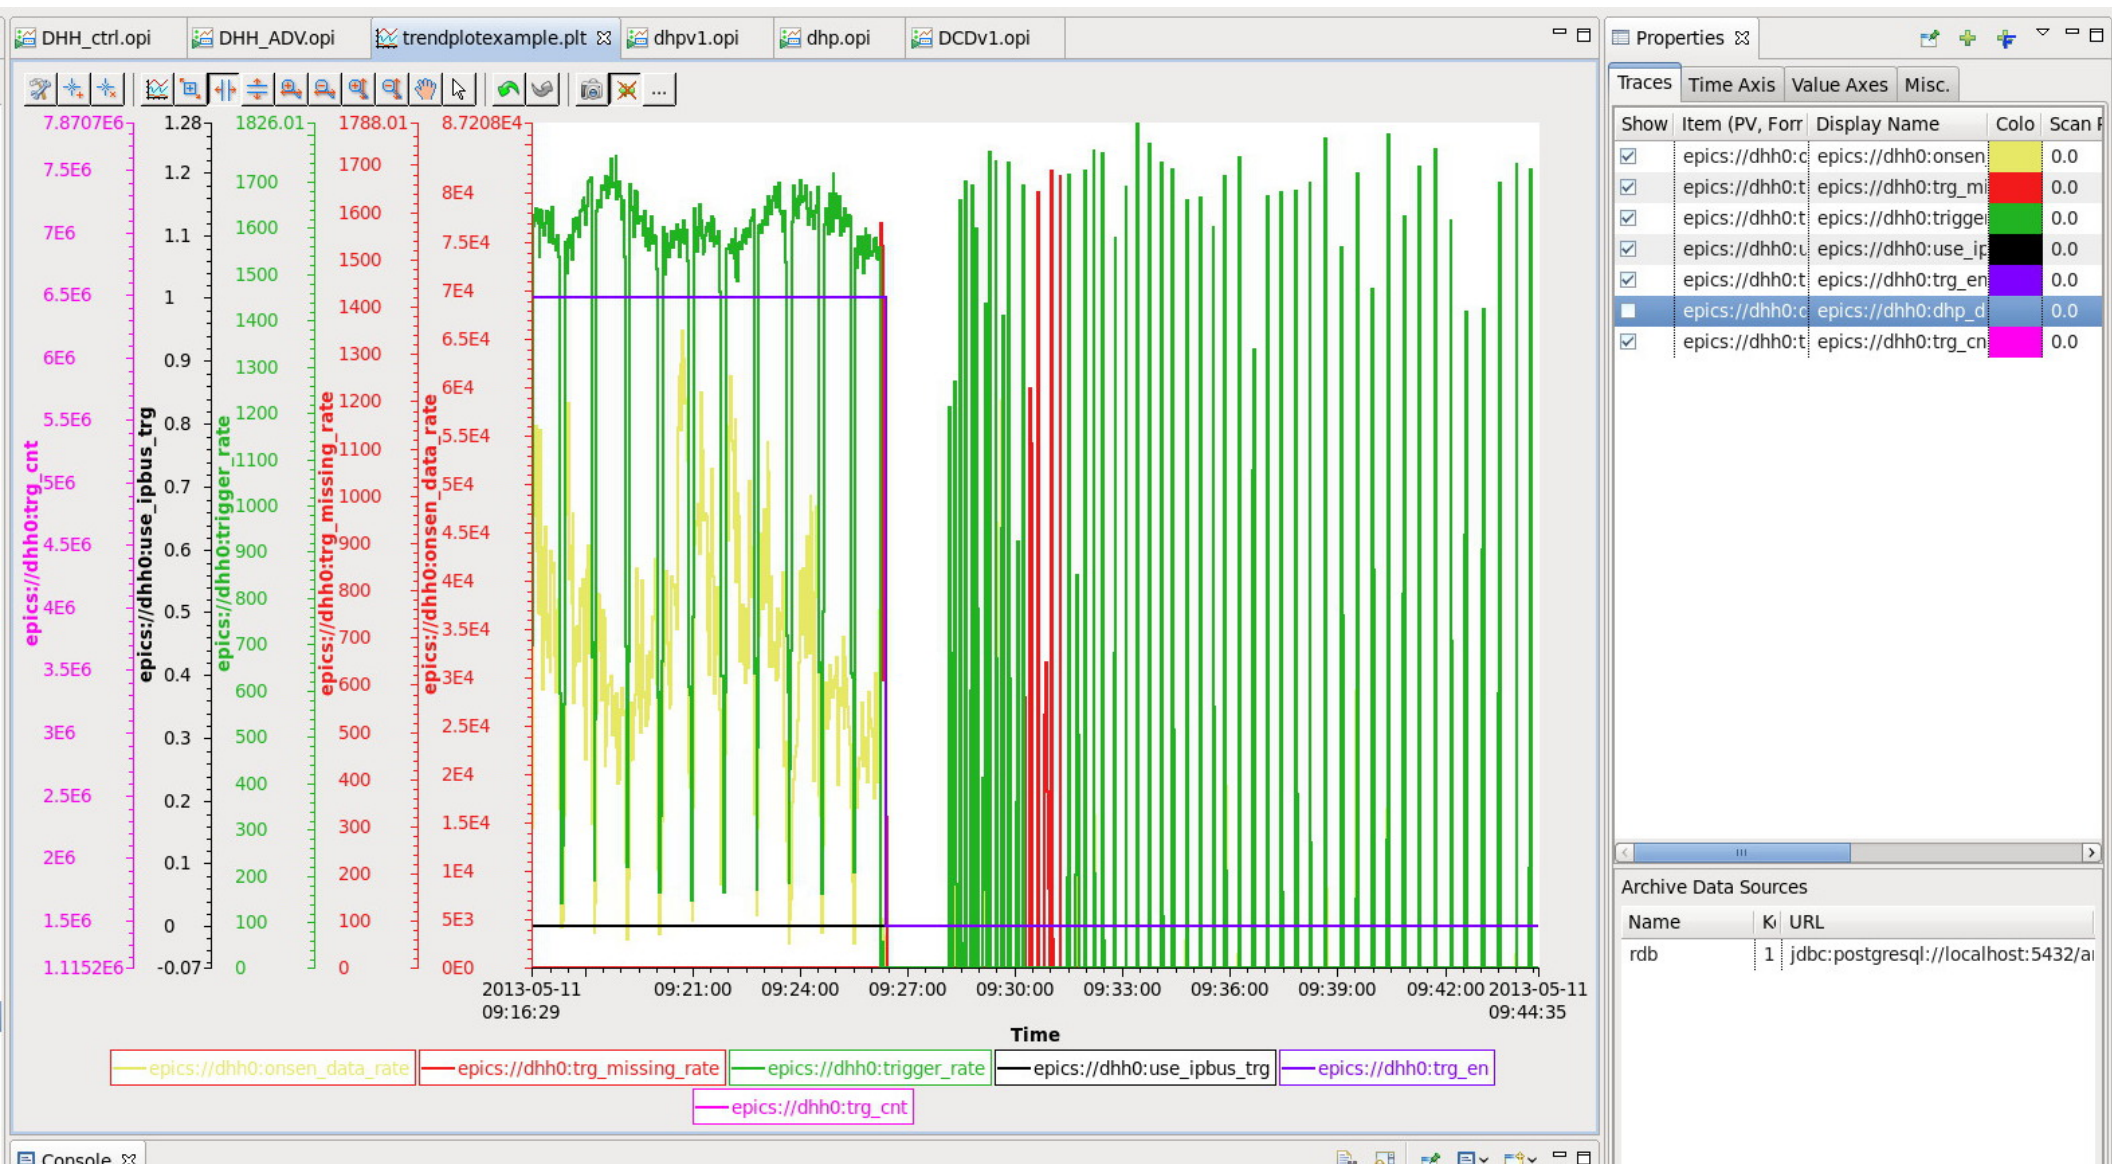 DHH_ctrl.opi DHH_ADV.opi trendplotexample.plt dhpv1.opi dhp.opi DCDv1.opi
7.8707E6 1.28 1826.01 1788.01 8.7208E4
7.5E6 1.2 1700 1700 8E4
7E6 1.1 1600 1600 7.5E4
6.5E6 1 1500 1500 7E4
6E6 0.9 1400 1400 6.5E4
5.5E6 0.8 1300 1300 6E4
5E6 0.7 1200 1200 5.5E4
4.5E6 0.6 1100 1100 5E4
4E6 0.5 1000 1000 4.5E4
3.5E6 0.4 900 900 4E4
3E6 0.3 800 800 3.5E4
2.5E6 0.2 700 700 3E4
2E6 0.1 600 600 2.5E4
1.5E6 0 500 500 2E4
1.1152E6 -0.07 400 400 1.5E4
300 300 1E4
200 200 5E3
100 100 0E0
0 0
epics://dhh0:trg_cnt
epics://dhh0:use_ipbus_trg
epics://dhh0:trigger_rate
epics://dhh0:trg_missing_rate
epics://dhh0:onsen_data_rate
2013-05-11 09:21:00 09:24:00 09:27:00 09:30:00 09:33:00 09:36:00 09:39:00 09:42:00 2013-05-11
09:16:29 09:44:35
Time
epics://dhh0:onsen_data_rate epics://dhh0:trg_missing_rate epics://dhh0:trigger_rate epics://dhh0:use_ipbus_trg epics://dhh0:trg_en
epics://dhh0:trg_cnt
Console
Properties
Traces Time Axis Value Axes Misc.
Show Item (PV, Forr Display Name Colo Scan
epics://dhh0:c epics://dhh0:onsen 0.0
epics://dhh0:t epics://dhh0:trg_mi 0.0
epics://dhh0:t epics://dhh0:trigge 0.0
epics://dhh0:u epics://dhh0:use_ip 0.0
epics://dhh0:t epics://dhh0:trg_en 0.0
epics://dhh0:c epics://dhh0:dhp_d 0.0
epics://dhh0:t epics://dhh0:trg_cn 0.0
Archive Data Sources
Name URL
rdb 1 jdbc:postgresql://localhost:5432/a